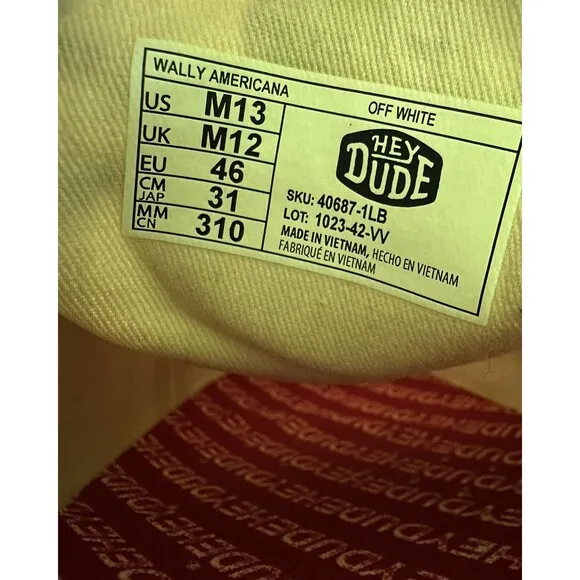 WALLY AMERICANA
OFF WHITE
US M13
UK M12
EU 46
CM JAP 31
MM CN 310
HEY
DUDE
SKU: 40687-1LB
LOT: 1023-42-VV
MADE IN VIETNAM, HECHO EN VIETNAM
FABRIQUÉ EN VIETNAM
HEYDUDE